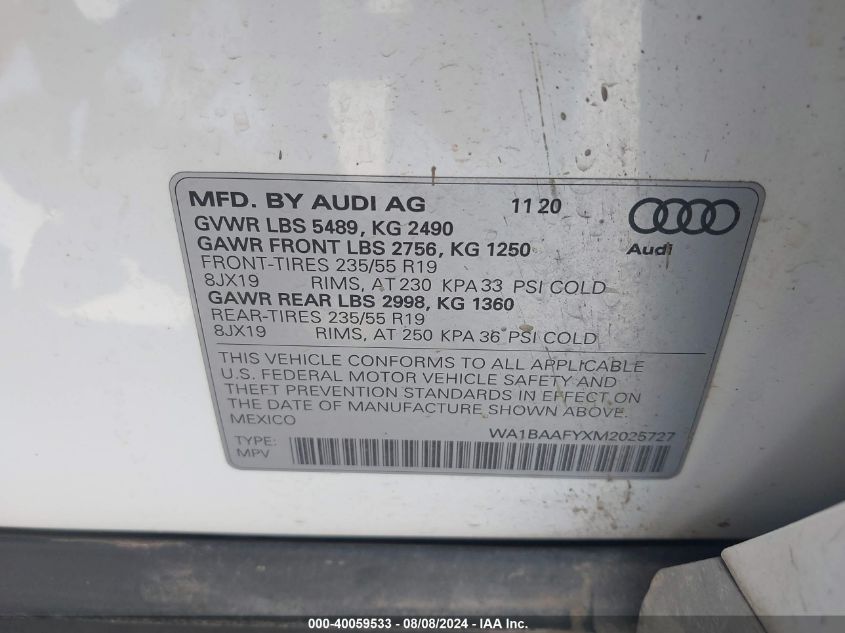 MFD. BY AUDI AG 11 20
GVWR LBS 5489, KG 2490
GAWR FRONT LBS 2756, KG 1250
Audi
FRONT-TIRES 235/55 R19
8JX19 RIMS, AT 230 KPA 33 PSI COLD
GAWR REAR LBS 2998, KG 1360
REAR-TIRES 235/55 R19
8JX19 RIMS, AT 250 KPA 36 PSI COLD
THIS VEHICLE CONFORMS TO ALL APPLICABLE
U.S. FEDERAL MOTOR VEHICLE SAFETY AND
THEFT PREVENTION STANDARDS IN EFFECT ON
THE DATE OF MANUFACTURE SHOWN ABOVE.
MEXICO
WA1BAAFYXM2025727
TYPE:
MPV
000-40059533 - 08/08/2024 - WA Inc.